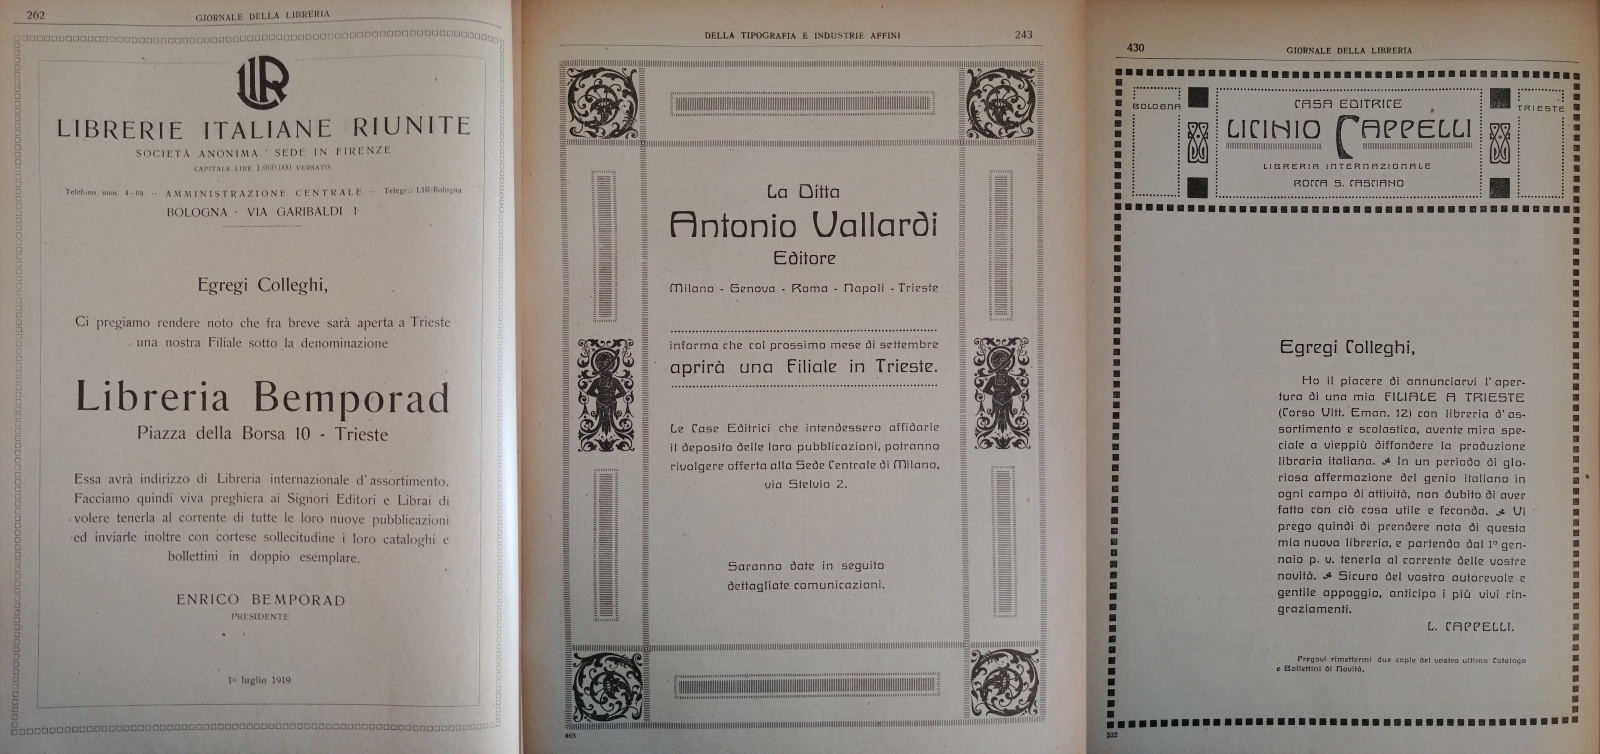 262
GIORNALE DELLA LIBRERIA
LIR
LIBRERIE ITALIANE RIUNITE
SOCIETÀ ANONIMA - SEDE IN FIRENZE
CAPITALE LIRE 1.000.000 VERSATO
Telefono num. 4-09 -- AMMINISTRAZIONE CENTRALE -- Telegr.: LIR-Bologna
BOLOGNA - VIA GARIBALDI 1
Egregi Colleghi,
Ci pregiamo rendere noto che fra breve sarà aperta a Trieste
una nostra Filiale sotto la denominazione
Libreria Bemporad
Piazza della Borsa 10 - Trieste
Essa avrà indirizzo di Libreria internazionale d'assortimento.
Facciamo quindi viva preghiera ai Signori Editori e Librai di
volere tenerla al corrente di tutte le loro nuove pubblicazioni
ed inviarle inoltre con cortese sollecitudine i loro cataloghi e
bollettini in doppio esemplare.
ENRICO BEMPORAD
PRESIDENTE
1º luglio 1919
DELLA TIPOGRAFIA E INDUSTRIE AFFINI
243
La Ditta
Antonio Vallardi
Editore
Milano - Genova - Roma - Napoli - Trieste
informa che col prossimo mese di settembre
aprirà una Filiale in Trieste.
Le Case Editrici che intendessero affidarle
il deposito delle loro pubblicazioni, potranno
rivolgere offerta alla Sede Centrale di Milano,
via Stelvio 2.
Saranno date in seguito
dettagliate comunicazioni.
463
430
GIORNALE DELLA LIBRERIA
BOLOGNA
CASA EDITRICE
TRIESTE
LICINIO CAPPELLI
LIBRERIA INTERNAZIONALE
ROCCA S. CASCIANO
Egregi Colleghi,
Ho il piacere di annunciarvi l'aper-
tura di una mia FILIALE A TRIESTE
(Corso Vitt. Eman. 12) con libreria d'as-
sortimento e scolastica, avente mira spe-
ciale a vieppiù diffondere la produzione
libraria italiana. In un periodo di glo-
riosa affermazione del genio italiano in
ogni campo di attività, non dubito di aver
fatto con ciò cosa utile e feconda. Vi
prego quindi di prendere nota di questa
mia nuova libreria, e partendo dal 1º gen-
naio p. v. tenerla al corrente delle vostre
novità. Sicuro del vostro autorevole e
gentile appoggio, anticipo i più vivi rin-
graziamenti.
L. CAPPELLI.
Pregovi rimettermi due copie del vostro ultimo Catalogo
e Bollettini di Novità.
522